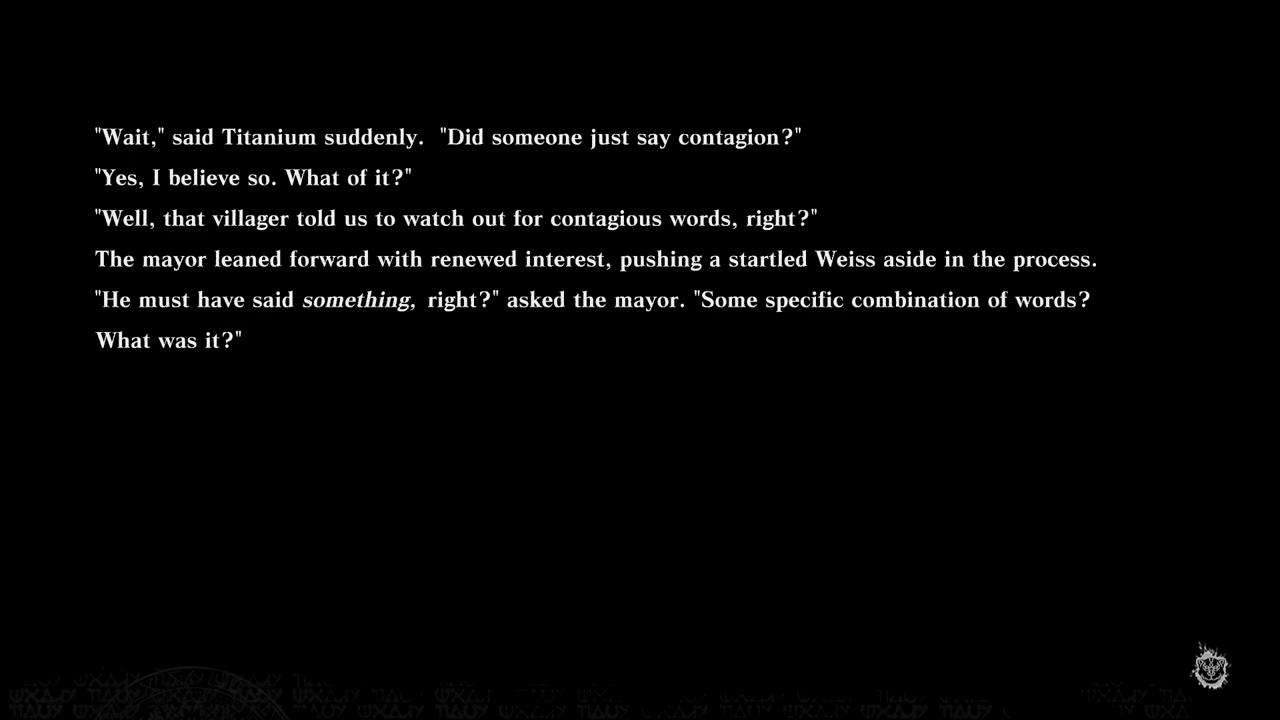 "Wait," said Titanium suddenly.  "Did someone just say contagion?"
"Yes, I believe so. What of it?"
"Well, that villager told us to watch out for contagious words, right?"
The mayor leaned forward with renewed interest, pushing a startled Weiss aside in the process.
"He must have said something, right?" asked the mayor. "Some specific combination of words?
What was it?"